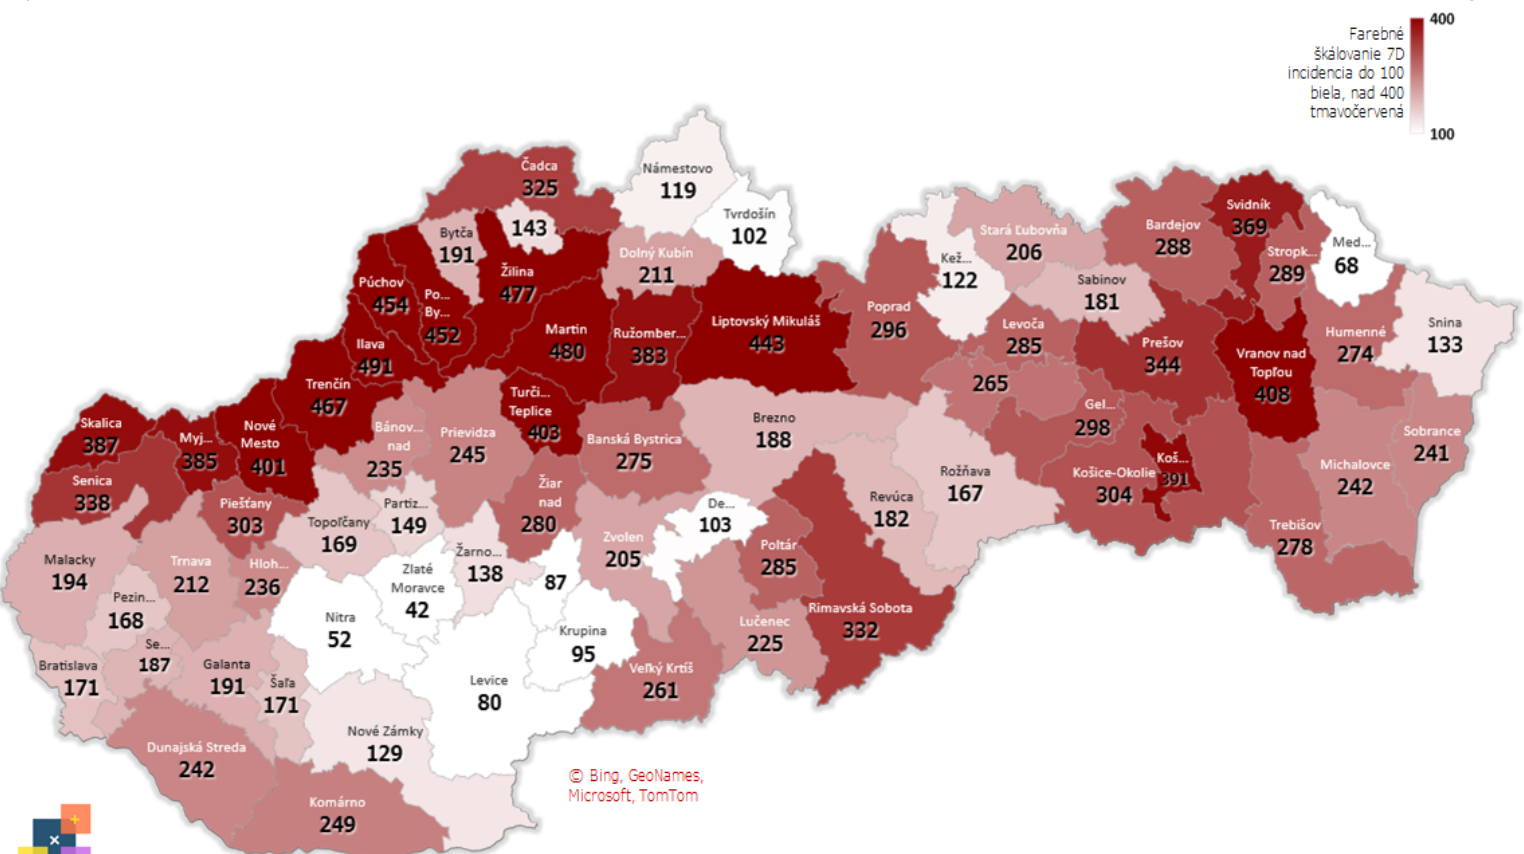 400
Farebné
škálovanie 7D
incidencia do 100
biela, nad 400
tmavočervená
100
Čadca
325
Námestovo
119
Tvrdošín
102
143
Bytča
191
Žilina
477
Dolný Kubín
211
Púchov
454
Po...
By...
452
Ilava
491
Martin
480
Ružomber...
383
Liptovský Mikuláš
443
Poprad
296
Kež...
122
Stará Ľubovňa
206
Sabinov
181
Levoča
285
Bardejov
288
Svidník
369
Stropk...
289
Med...
68
Snina
133
Humenné
274
Vranov nad
Topľou
408
Prešov
344
265
Gel...
298
Košice-Okolie
304
Koš...
391
Sobrance
241
Michalovce
242
Trebišov
278
Trenčín
467
Skalica
387
Myj...
385
Nové
Mesto
401
Senica
338
Piešťany
303
Bánov...
nad
235
Prievidza
245
Turči...
Teplice
403
Banská Bystrica
275
Brezno
188
Rožňava
167
Revúca
182
Partiz...
149
Topoľčany
169
Žiar
nad
280
Zvolen
205
De...
103
Poltár
285
Rimavská Sobota
332
Lučenec
225
Malacky
194
Trnava
212
Hloh...
236
Pezin...
168
Zlaté
Moravce
42
Žarno...
138
87
Nitra
52
Krupina
95
Levice
80
Veľký Krtíš
261
Bratislava
171
Se...
187
Galanta
191
Šaľa
171
Nové Zámky
129
Dunajská Streda
242
Komárno
249
© Bing, GeoNames,
Microsoft, TomTom